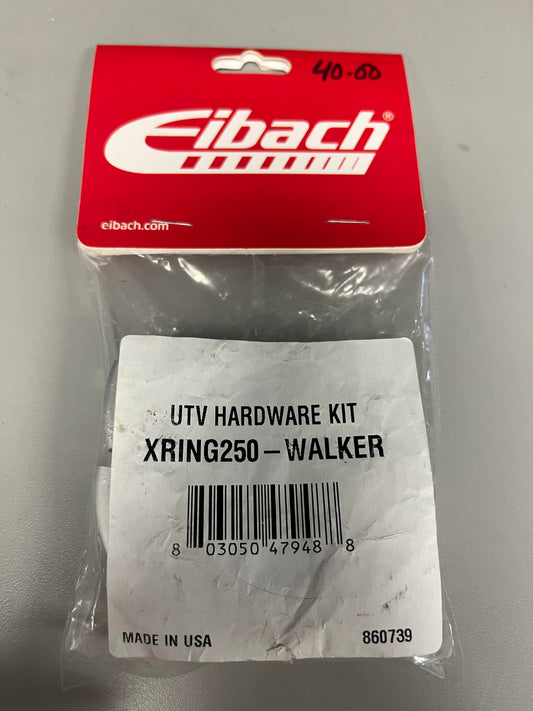 40.00
Eibach®
eibach.com
UTV HARDWARE KIT
XRING250 – WALKER
8 03050 47948 8
MADE IN USA 860739